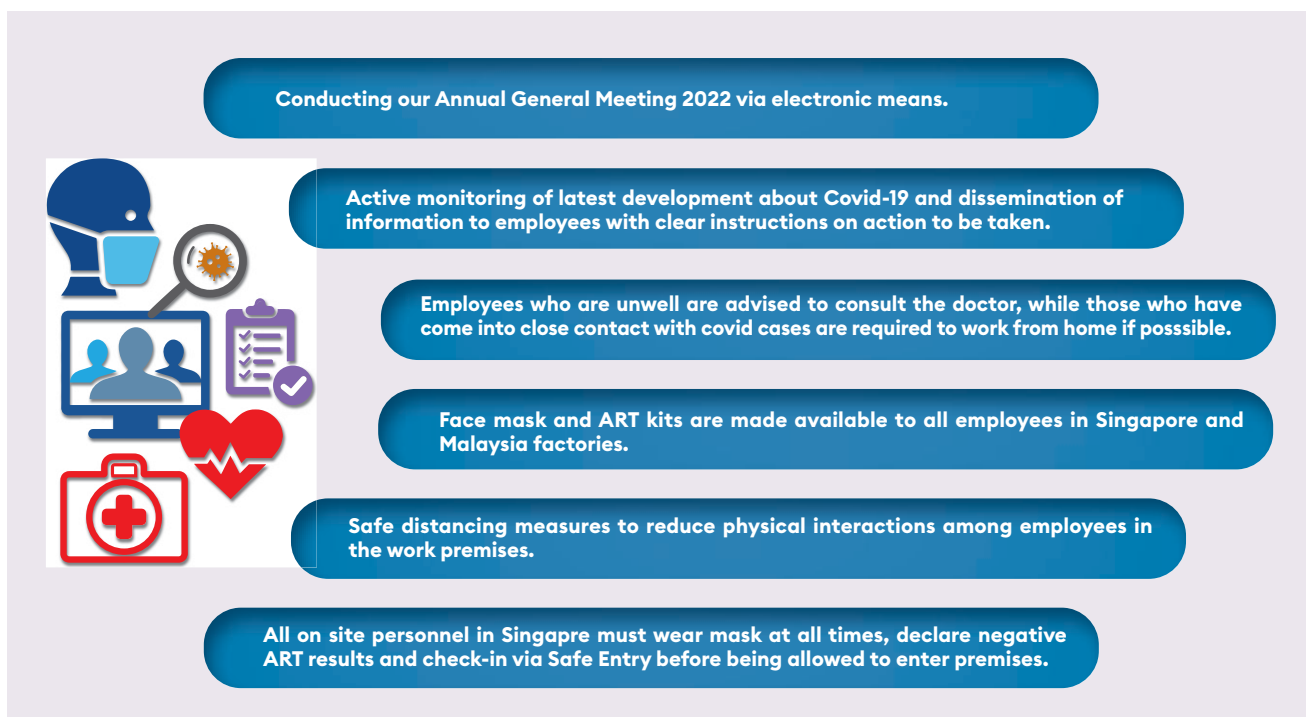 Conducting our Annual General Meeting 2022 via electronic means.
Active monitoring of latest development about Covid-19 and dissemination of
information to employees with clear instructions on action to be taken.
Employees who are unwell are advised to consult the doctor, while those who have
come into close contact with covid cases are required to work from home if posssible.
Face mask and ART kits are made available to all employees in Singapore and
Malaysia factories.
Safe distancing measures to reduce physical interactions among employees in
the work premises.
All on site personnel in Singapre must wear mask at all times, declare negative
ART results and check-in via Safe Entry before being allowed to enter premises.